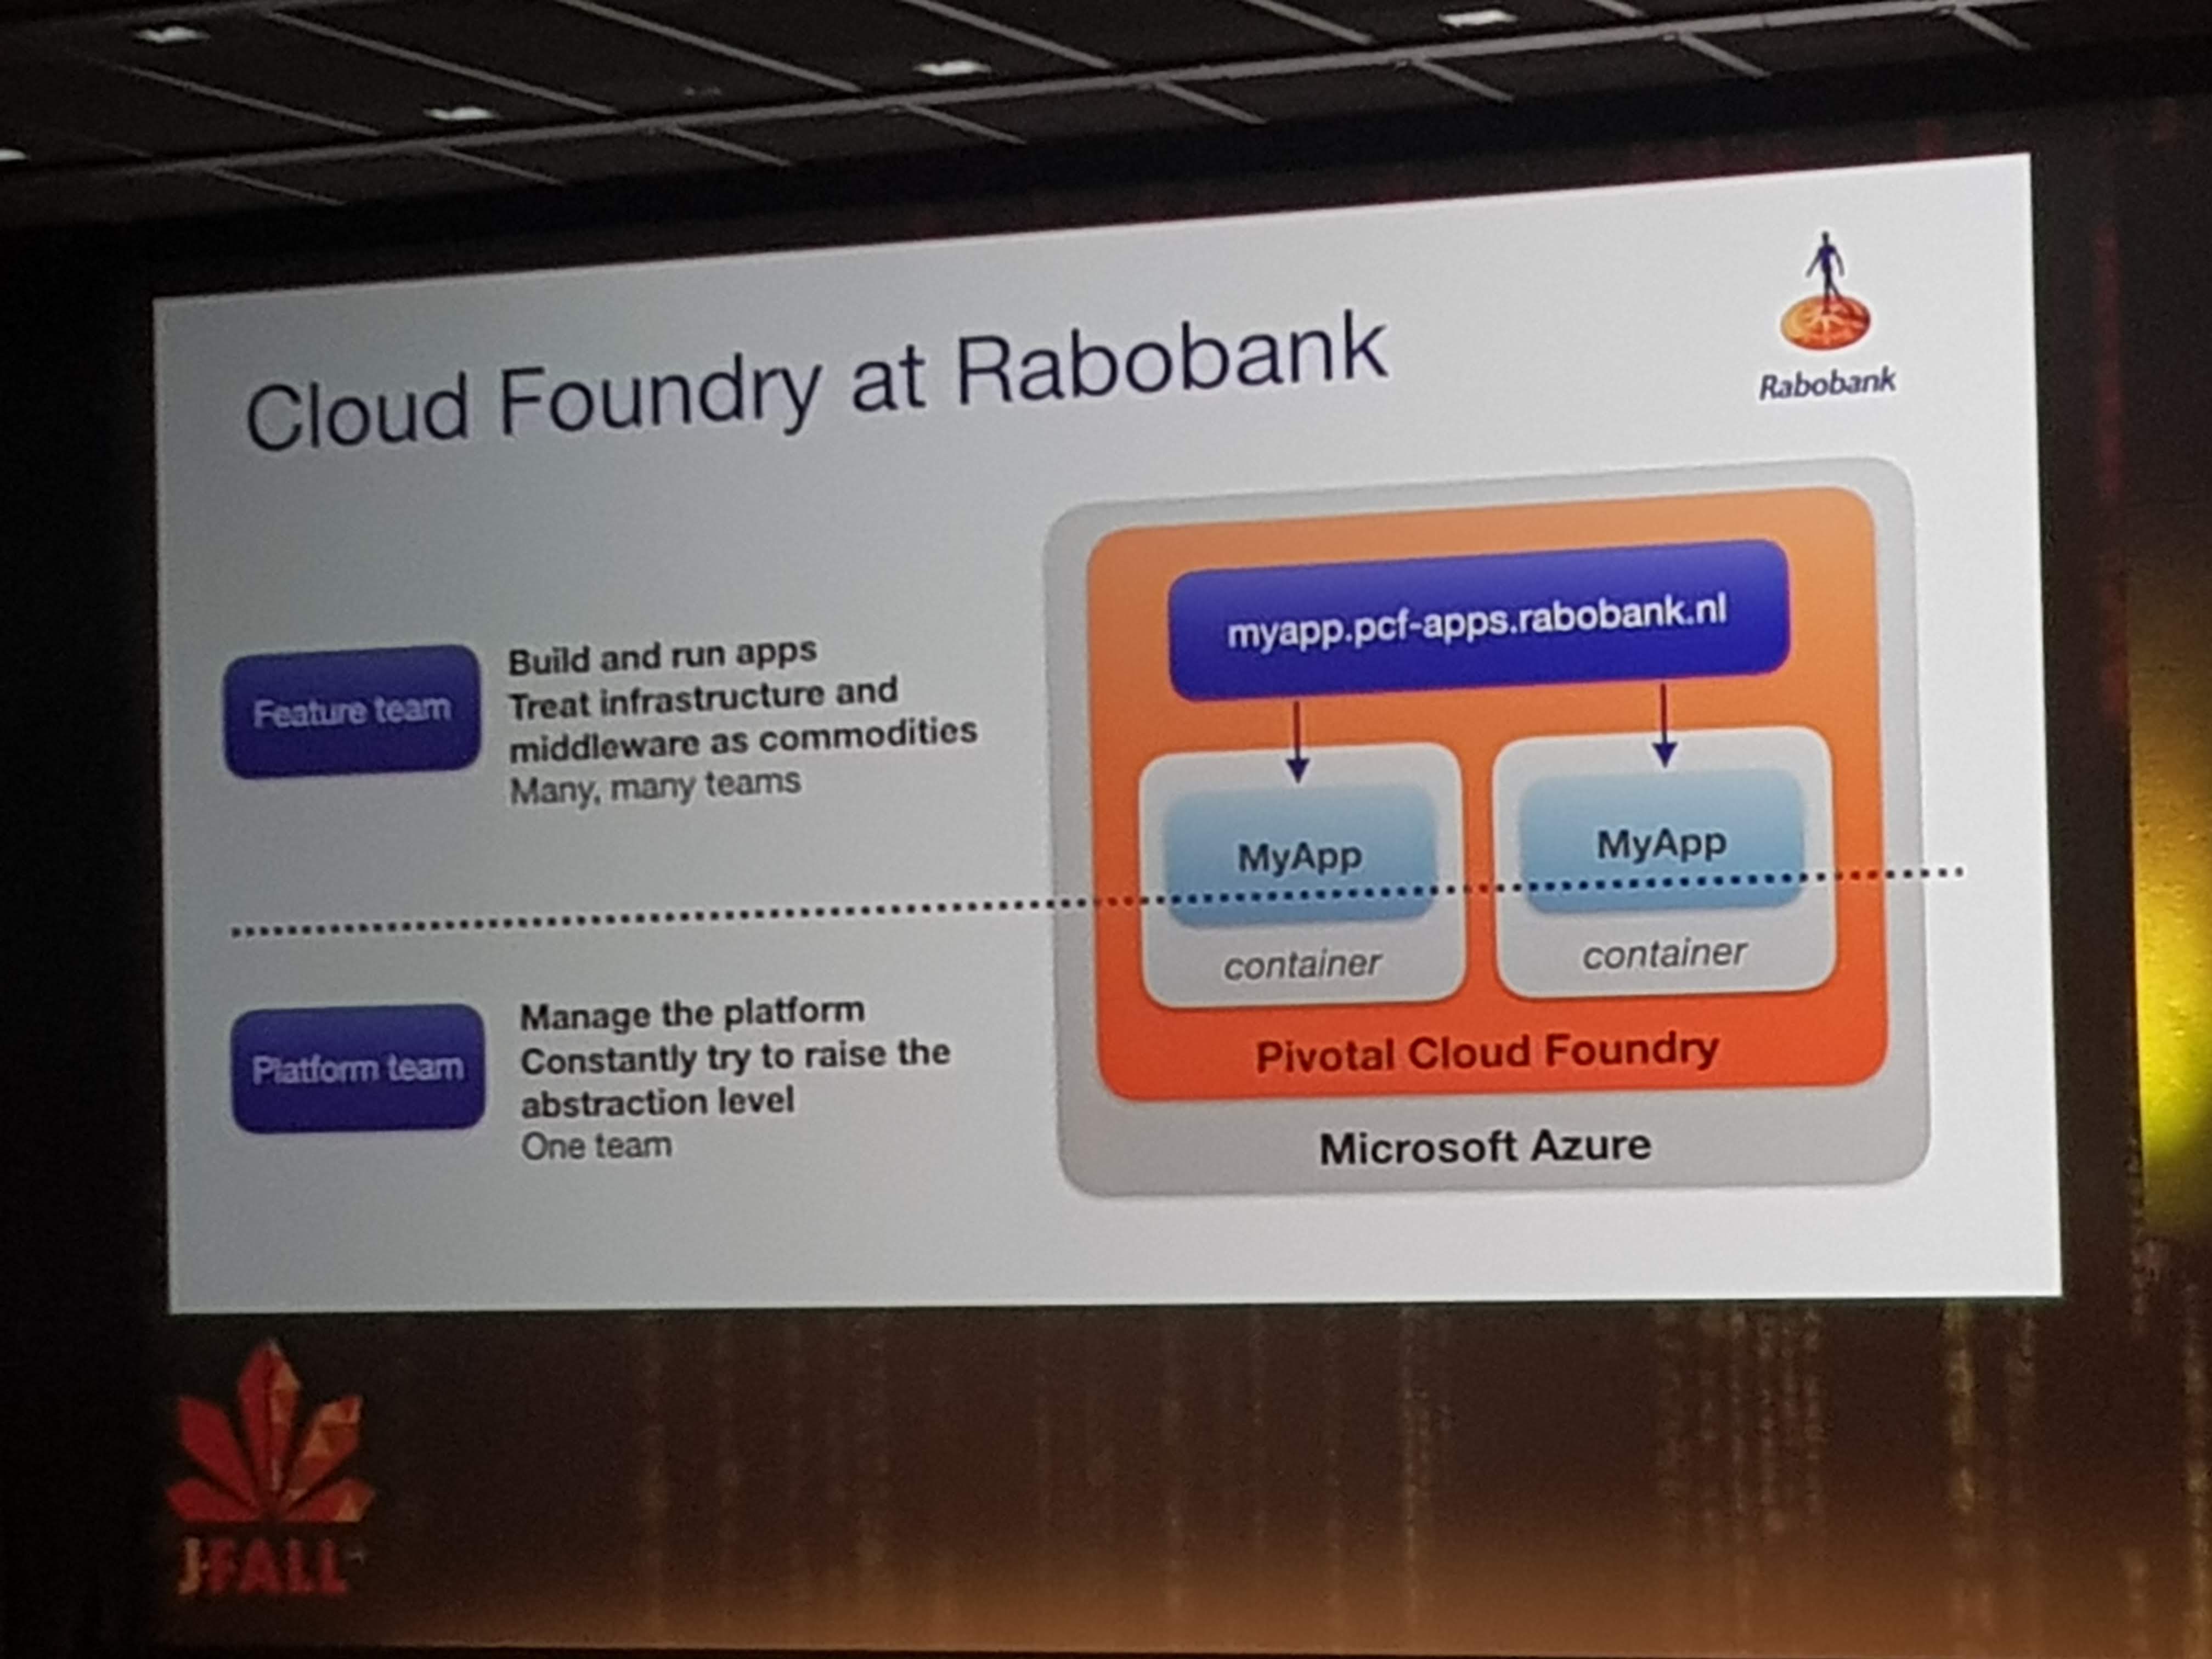 Cloud Foundry at Rabobank
Rabobank
Feature team
Build and run apps
Treat infrastructure and
middleware as commodities
Many, many teams
Platform team
Manage the platform
Constantly try to raise the
abstraction level
One team
myapp.pcf-apps.rabobank.nl
MyApp
container
MyApp
container
Pivotal Cloud Foundry
Microsoft Azure
J-FALL